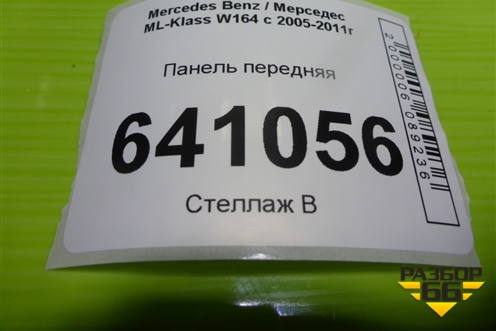 Mercedes Benz / Мерседес
ML-Klass W164 с 2005-2011г
Панель передняя
641056
Стеллаж В
2000006089236
РАЗБОР
66